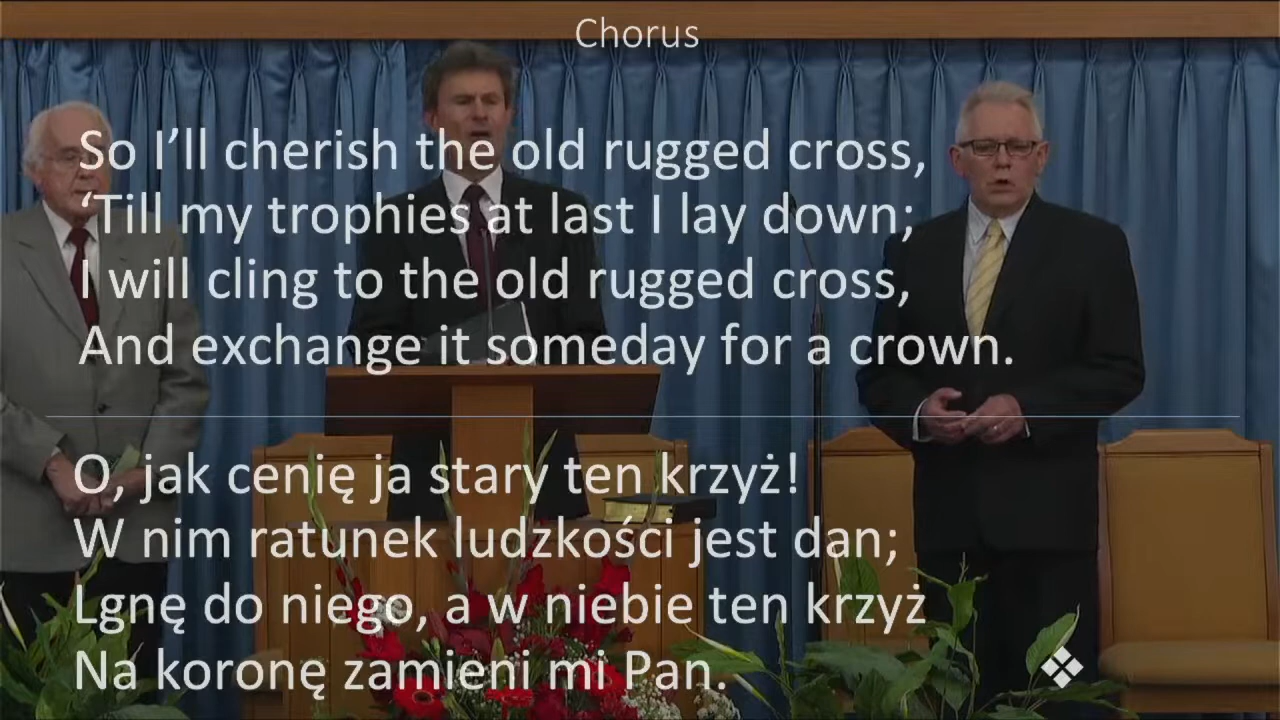 Chorus
So I’ll cherish the old rugged cross,
‘Till my trophies at last I lay down;
I will cling to the old rugged cross,
And exchange it someday for a crown.
O, jak cenię ja stary ten krzyż!
W nim ratunek ludzkości jest dan;
Lgnę do niego, a w niebie ten krzyż
Na koronę zamieni mi Pan.